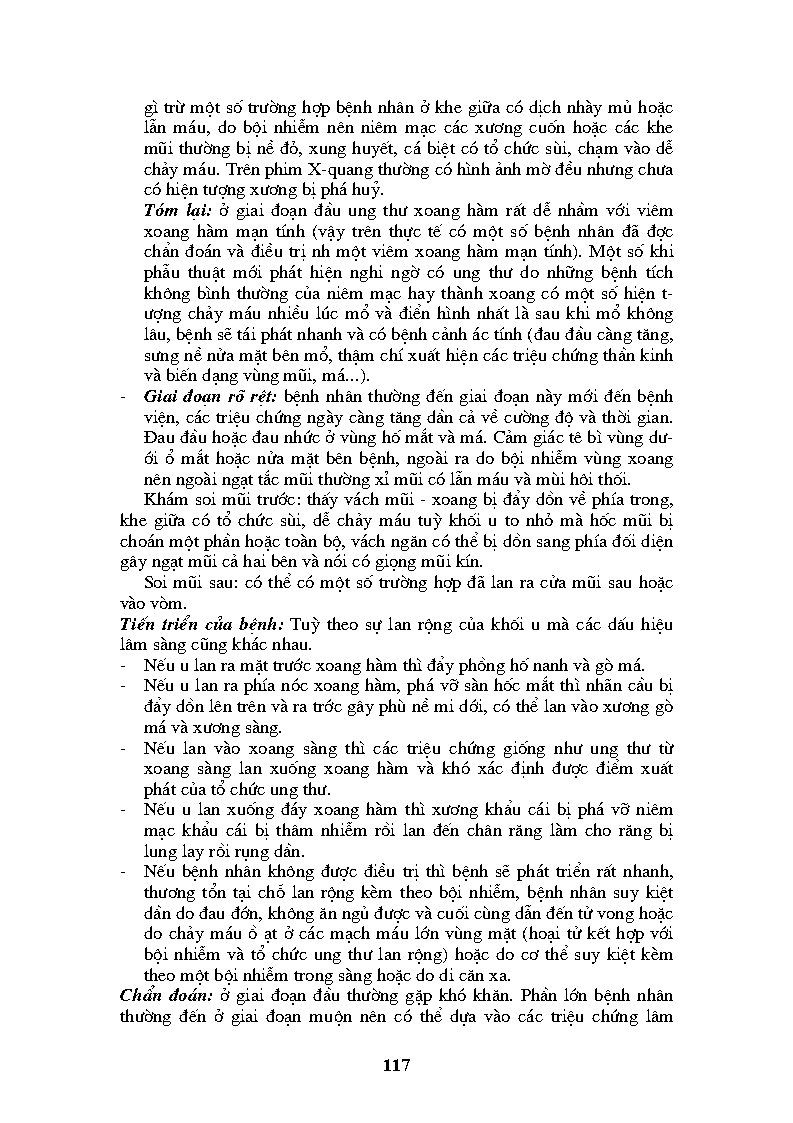 gì trừ một số trường hợp bệnh nhân ở khe giữa có dịch nhày mủ hoặc
lẫn máu, do bội nhiễm nên niêm mạc các xương cuốn hoặc các khe
mũi thường bị nề đỏ, xung huyết, cá biệt có tổ chức sùi, chạm vào dễ
chảy máu. Trên phim X-quang thường có hình ảnh mờ đều nhưng chưa
có hiện tượng xương bị phá huỷ.
Tóm lại: ở giai đoạn đầu ung thư xoang hàm rất dễ nhầm với viêm
xoang hàm mạn tính (vậy trên thực tế có một số bệnh nhân đã đợc
chẩn đoán và điều trị nh một viêm xoang hàm mạn tính). Một số khi
phẫu thuật mới phát hiện nghi ngờ có ung thư do những bệnh tích
không bình thường của niêm mạc hay thành xoang có một số hiện t-
ượng chảy máu nhiều lúc mổ và điển hình nhất là sau khi mổ không
lâu, bệnh sẽ tái phát nhanh và có bệnh cảnh ác tính (đau đầu càng tăng,
sưng nề nửa mặt bên mổ, thậm chí xuất hiện các triệu chứng thần kinh
và biến dạng vùng mũi, má...).
- Giai đoạn rõ rệt: bệnh nhân thường đến giai đoạn này mới đến bệnh
viện, các triệu chứng ngày càng tăng dần cả về cường độ và thời gian.
Đau đầu hoặc đau nhức ở vùng hố mắt và má. Cảm giác tê bì vùng dư-
ới ổ mắt hoặc nửa mặt bên bệnh, ngoài ra do bội nhiễm vùng xoang
nên ngoài ngạt tắc mũi thường xỉ mũi có lẫn máu và mùi hôi thối.
Khám soi mũi trước: thấy vách mũi - xoang bị đẩy dồn về phía trong,
khe giữa có tổ chức sùi, dễ chảy máu tuỳ khối u to nhỏ mà hốc mũi bị
choán một phần hoặc toàn bộ, vách ngăn có thể bị dồn sang phía đối diện
gây ngạt mũi cả hai bên và nói có giọng mũi kín.
Soi mũi sau: có thể có một số trường hợp đã lan ra cửa mũi sau hoặc
vào vòm.
Tiến triển của bệnh: Tuỳ theo sự lan rộng của khối u mà các dấu hiệu
lâm sàng cũng khác nhau.
- Nếu u lan ra mặt trước xoang hàm thì đẩy phồng hố nanh và gò má.
- Nếu u lan ra phía nóc xoang hàm, phá vỡ sàn hốc mắt thì nhãn cầu bị
đẩy dồn lên trên và ra trớc gây phù nề mi dới, có thể lan vào xương gò
má và xương sàng.
- Nếu lan vào xoang sàng thì các triệu chứng giống như ung thư từ
xoang sàng lan xuống xoang hàm và khó xác định được điểm xuất
phát của tổ chức ung thư.
- Nếu u lan xuống đáy xoang hàm thì xương khẩu cái bị phá vỡ niêm
mạc khẩu cái bị thâm nhiễm rồi lan đến chân răng làm cho răng bị
lung lay rồi rụng dần.
- Nếu bệnh nhân không được điều trị thì bệnh sẽ phát triển rất nhanh,
thương tổn tại chỗ lan rộng kèm theo bội nhiễm, bệnh nhân suy kiệt
dần do đau đớn, không ăn ngủ được và cuối cùng dẫn đến tử vong hoặc
do chảy máu ồ ạt ở các mạch máu lớn vùng mặt (hoại tử kết hợp với
bội nhiễm và tổ chức ung thư lan rộng) hoặc do cơ thể suy kiệt kèm
theo một bội nhiễm trong sàng hoặc do di căn xa.
Chẩn đoán: ở giai đoạn đầu thường gặp khó khăn. Phần lớn bệnh nhân
thường đến ở giai đoạn muộn nên có thể dựa vào các triệu chứng lâm
117